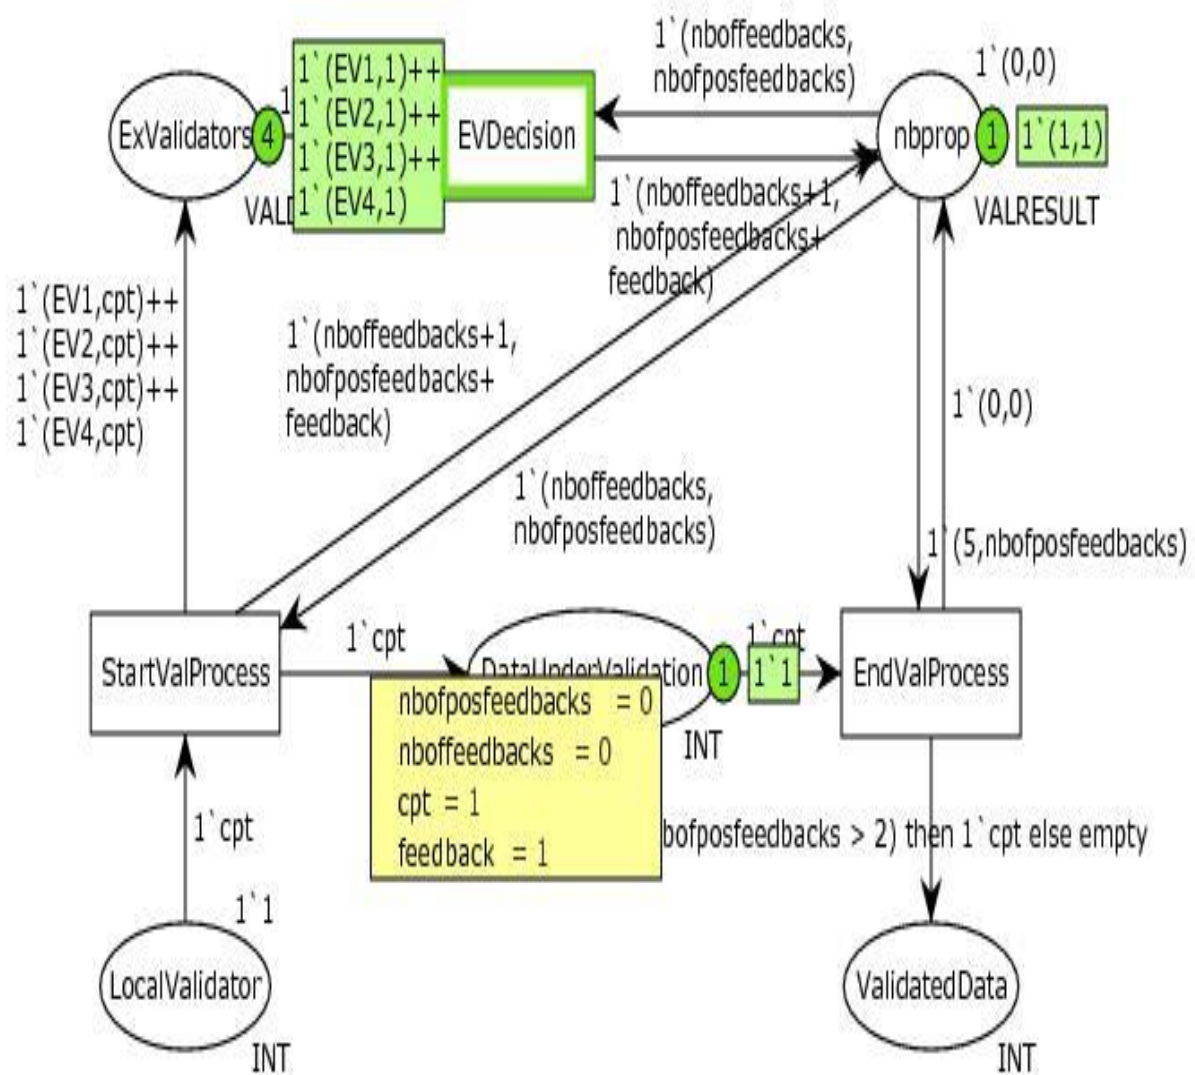 1`(nboffeedbacks,
nbofposfeedbacks)
1`(0,0)
ExValidators
4
1
1`(EV1,1)++
1`(EV2,1)++
1`(EV3,1)++
1`(EV4,1)
EVDecision
nbprop
1
1`(1,1)
VALD
VALRESULT
1`(nboffeedbacks+1,
nbofposfeedbacks+
feedback)
1`(EV1,cpt)++
1`(EV2,cpt)++
1`(EV3,cpt)++
1`(EV4,cpt)
1`(nboffeedbacks+1,
nbofposfeedbacks+
feedback)
1`(0,0)
1`(nboffeedbacks,
nbofposfeedbacks)
1`(5,nbofposfeedbacks)
StartValProcess
1`cpt
DataUnderValidation
1
1`1
1`cpt
EndValProcess
INT
nbofposfeedbacks = 0
nboffeedbacks = 0
cpt = 1
feedback = 1
1`cpt
bofposfeedbacks > 2) then 1`cpt else empty
1`1
LocalValidator
INT
ValidatedData
INT